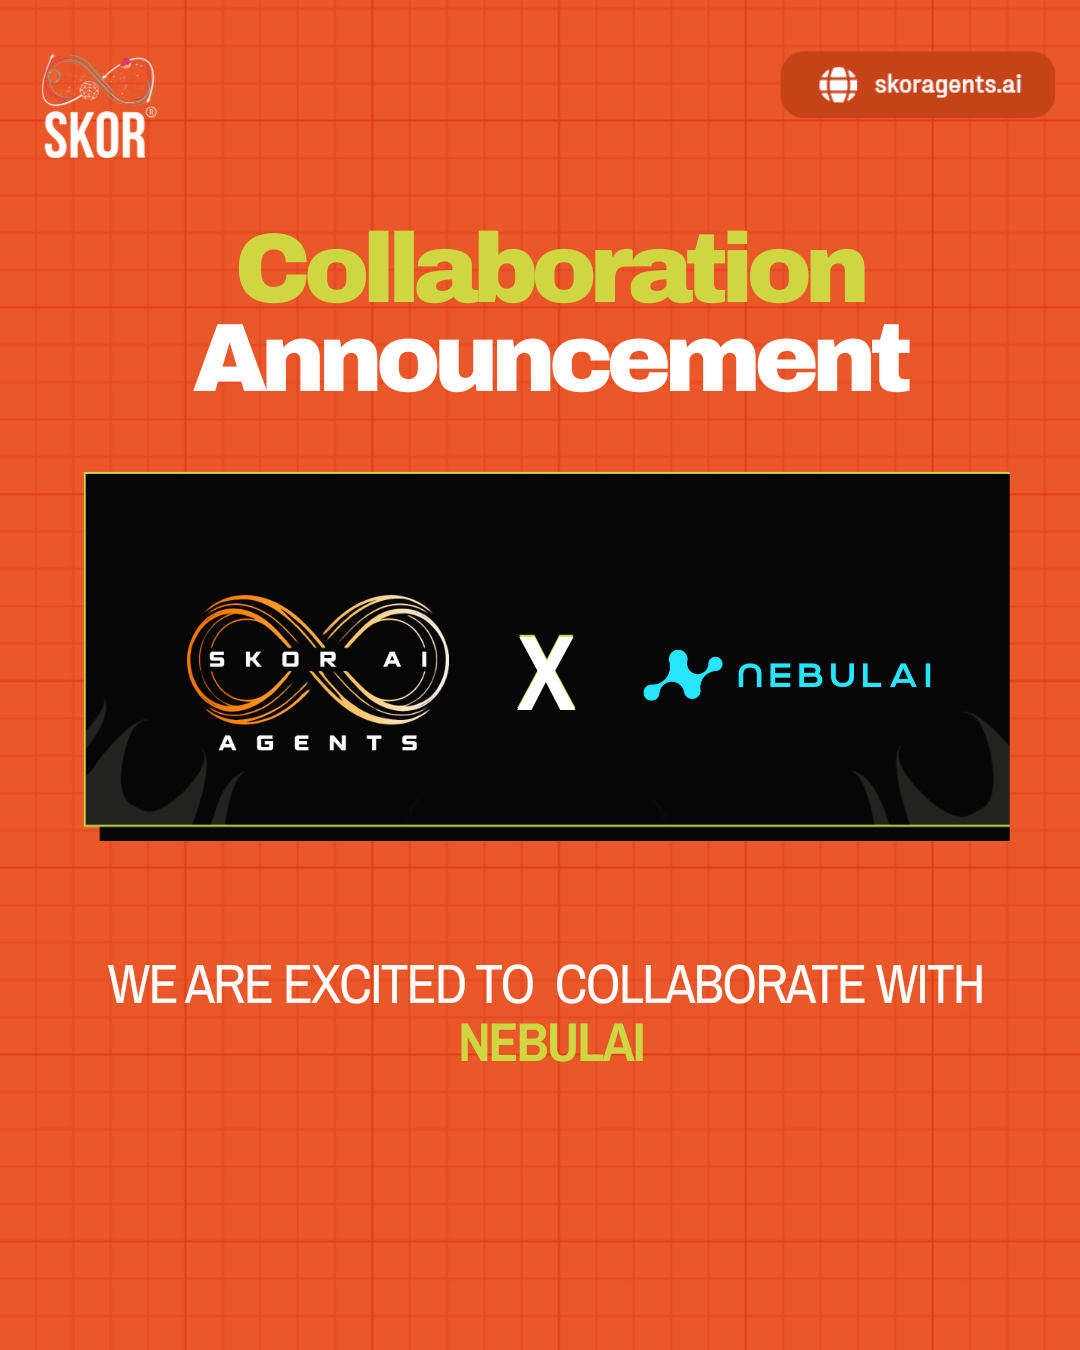 SKOR®
skoragents.ai
Collaboration
Announcement
SKOR AI
AGENTS
X
NEBULAI
WE ARE EXCITED TO COLLABORATE WITH
NEBULAI